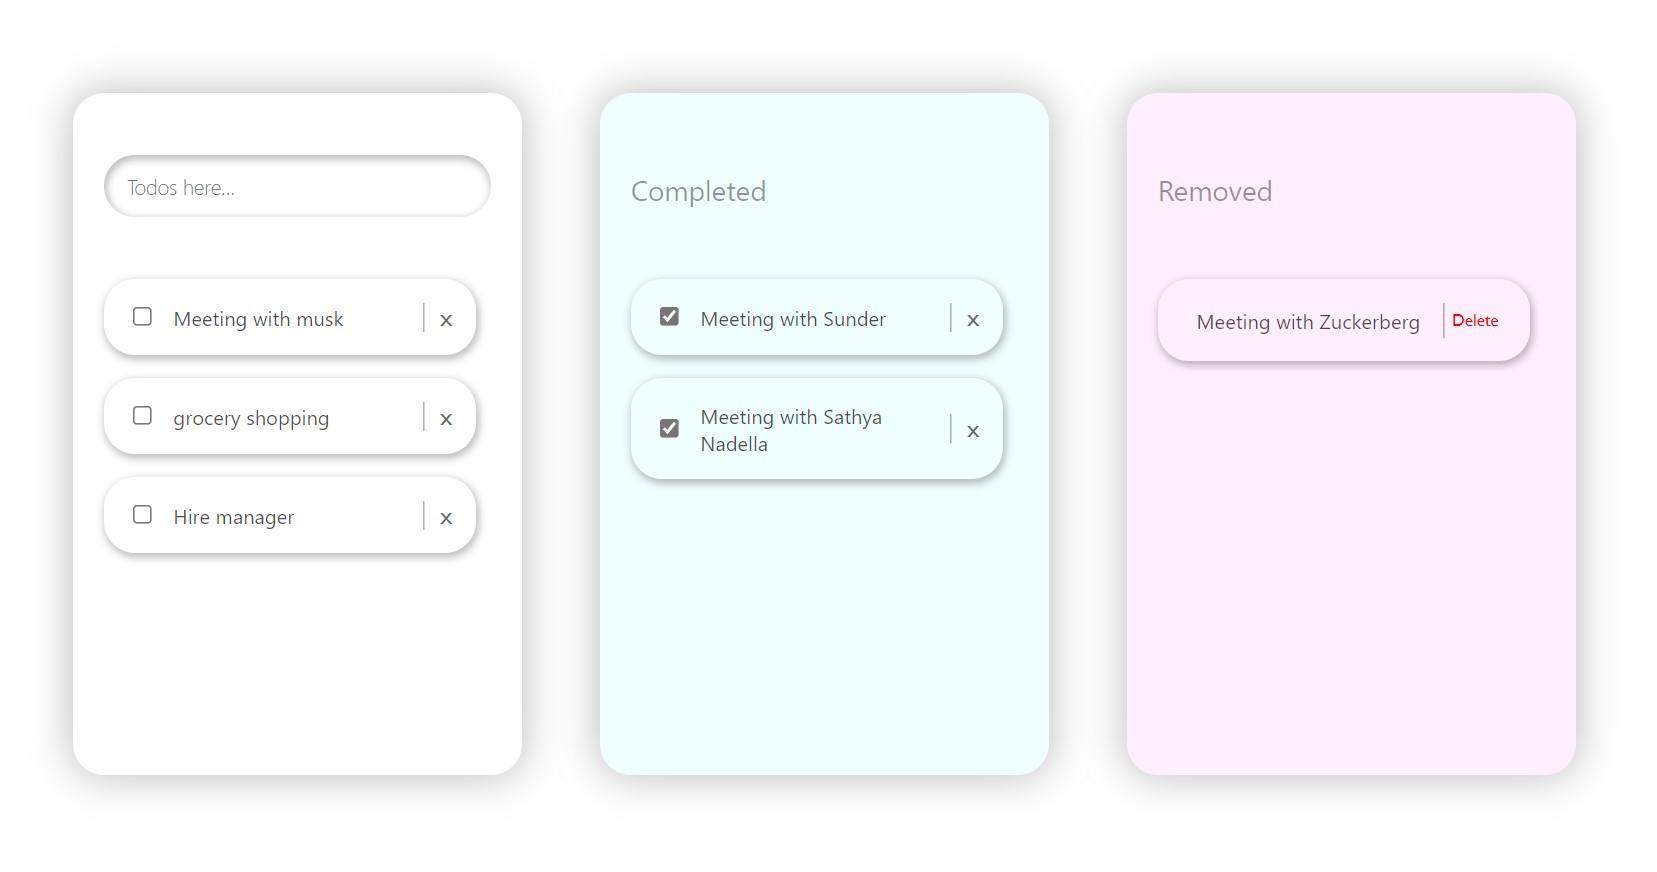 Todos here...
Meeting with musk
x
grocery shopping
x
Hire manager
x
Completed
Meeting with Sunder
x
Meeting with Sathya
Nadella
x
Removed
Meeting with Zuckerberg
Delete